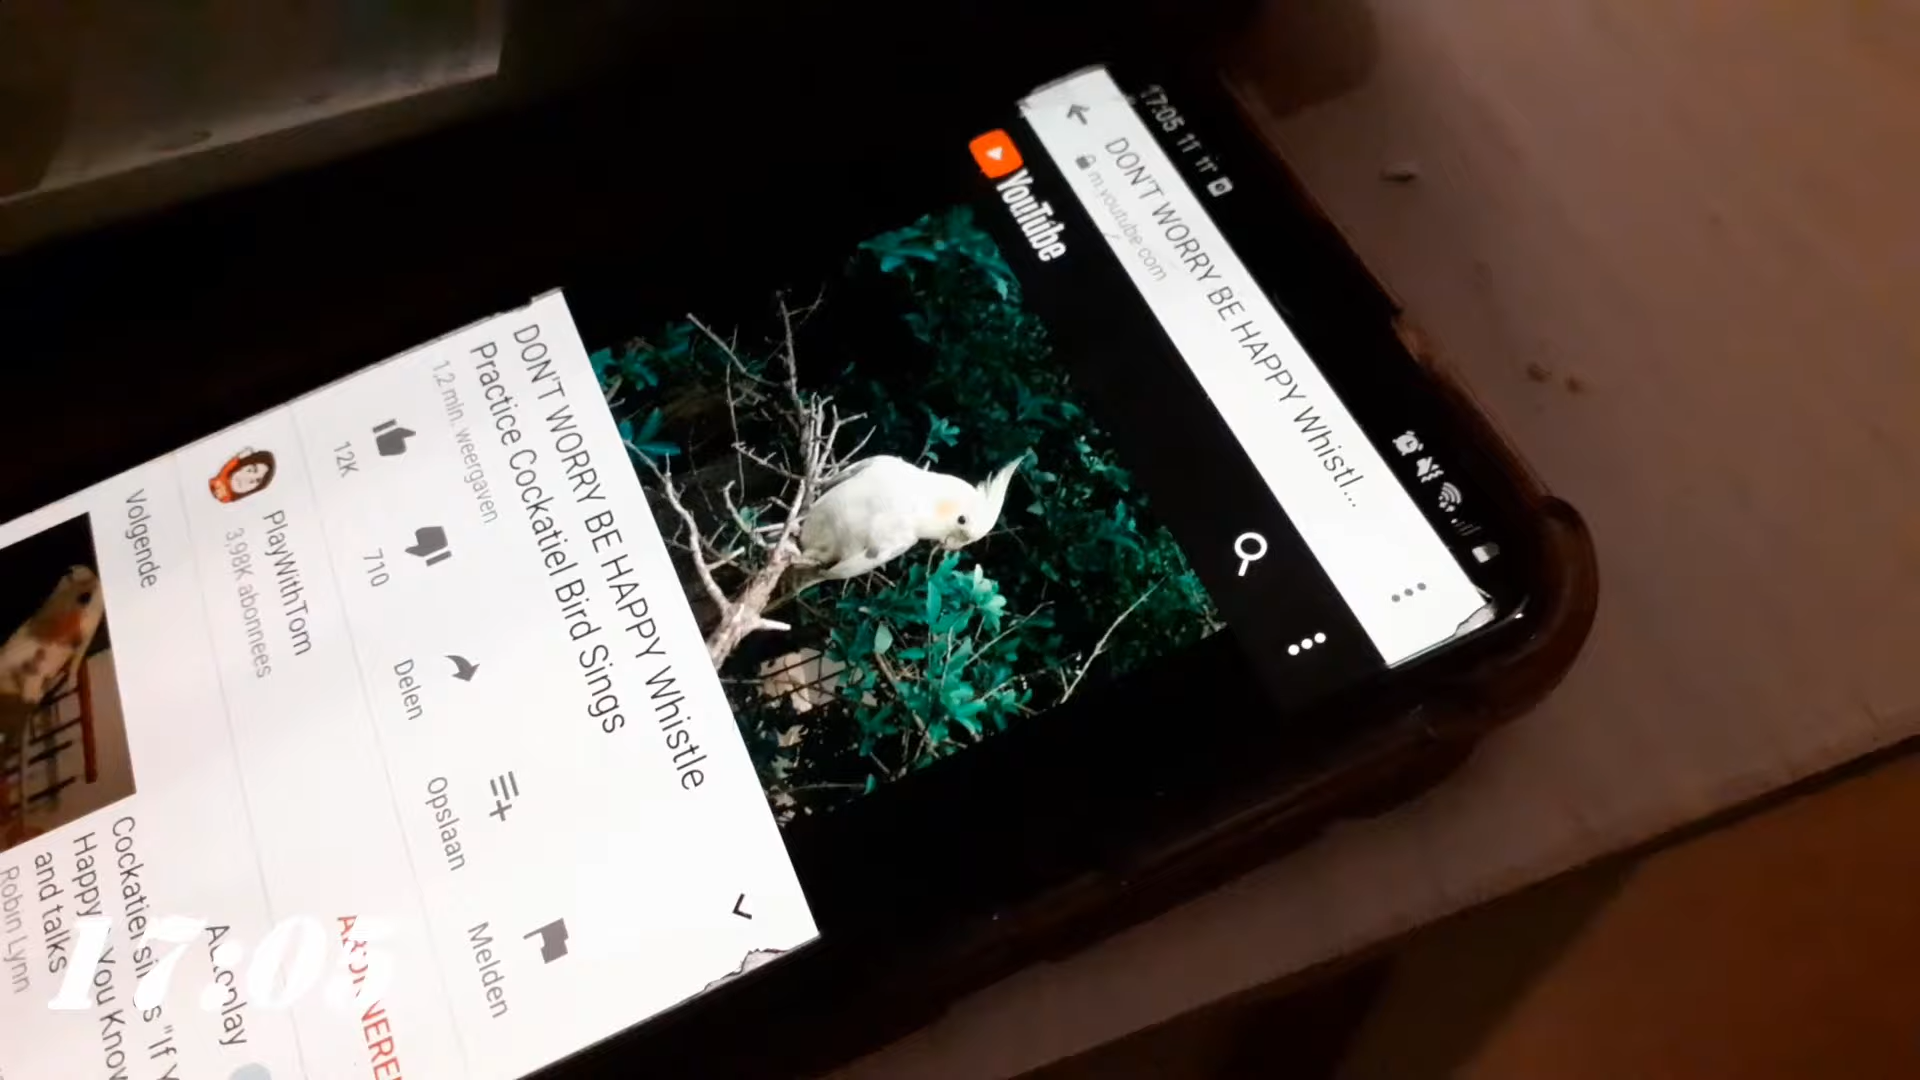 17:05
DON'T WORRY BE HAPPY Whistl...
m.youtube.com
YouTube
DON'T WORRY BE HAPPY Whistle
Practice Cockatiel Bird Sings
1,2 mln. weergaven
12K
710
Delen
Opslaan
Melden
PlayWithTom
3,98K abonnees
Volgende
Cockatiel
Happy You Know
and talks
Robin Lynn
17:05